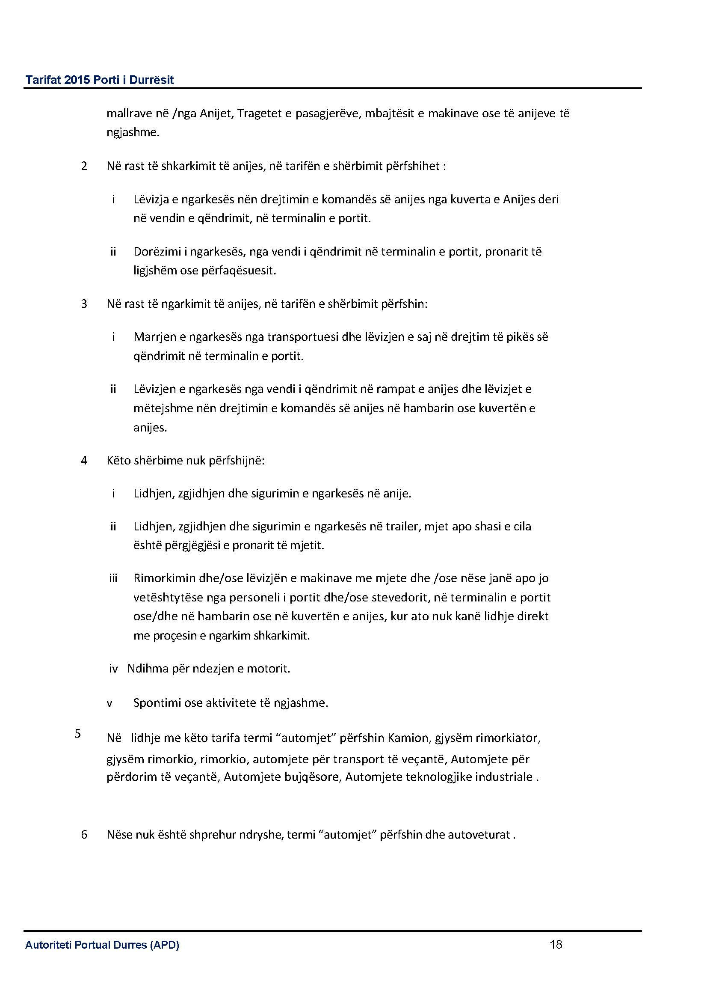 Tarifat 2015 Porti i Durrësit
mallrave në /nga Anijet, Tragetet e pasagjerëve, mbajtësit e makinave ose të anijeve të
ngjashme.
2 Në rast të shkarkimit të anijes, në tarifën e shërbimit përfshihet :
i Lëvizja e ngarkesës nën drejtimin e komandës së anijes nga kuverta e Anijes deri
në vendin e qëndrimit, në terminalin e portit.
ii Dorëzimi i ngarkesës, nga vendi i qëndrimit në terminalin e portit, pronarit të
ligjshëm ose përfaqësuesit.
3 Në rast të ngarkimit të anijes, në tarifën e shërbimit përfshin:
i Marrjen e ngarkesës nga transportuesi dhe lëvizjen e saj në drejtim të pikës së
qëndrimit në terminalin e portit.
ii Lëvizjen e ngarkesës nga vendi i qëndrimit në rampat e anijes dhe lëvizjet e
mëtejshme nën drejtimin e komandës së anijes në hambarin ose kuvertën e
anijes.
4 Këto shërbime nuk përfshijnë:
i Lidhjen, zgjidhjen dhe sigurimin e ngarkesës në anije.
ii Lidhjen, zgjidhjen dhe sigurimin e ngarkesës në trailer, mjet apo shasi e cila
është përgjëgjësi e pronarit të mjetit.
iii Rimorkimin dhe/ose lëvizjën e makinave me mjete dhe /ose nëse janë apo jo
vetështytëse nga personeli i portit dhe/ose stevedorit, në terminalin e portit
ose/dhe në hambarin ose në kuvertën e anijes, kur ato nuk kanë lidhje direkt
me proçesin e ngarkim shkarkimit.
iv Ndihma për ndezjen e motorit.
v Spontimi ose aktivitete të ngjashme.
5 Në lidhje me këto tarifa termi “automjet” përfshin Kamion, gjysëm rimorkiator,
gjysëm rimorkio, rimorkio, automjete për transport të veçantë, Automjete për
përdorim të veçantë, Automjete bujqësore, Automjete teknologjike industriale .
6 Nëse nuk është shprehur ndryshe, termi “automjet” përfshin dhe autoveturat .
Autoriteti Portual Durres (APD) 18